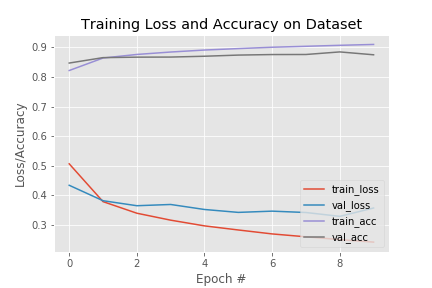 Training Loss and Accuracy on Dataset
Loss/Accuracy
0.9
0.8
0.7
0.6
0.5
0.4
0.3
train_loss
val_loss
train_acc
val_acc
0 2 4 6 8
Epoch #